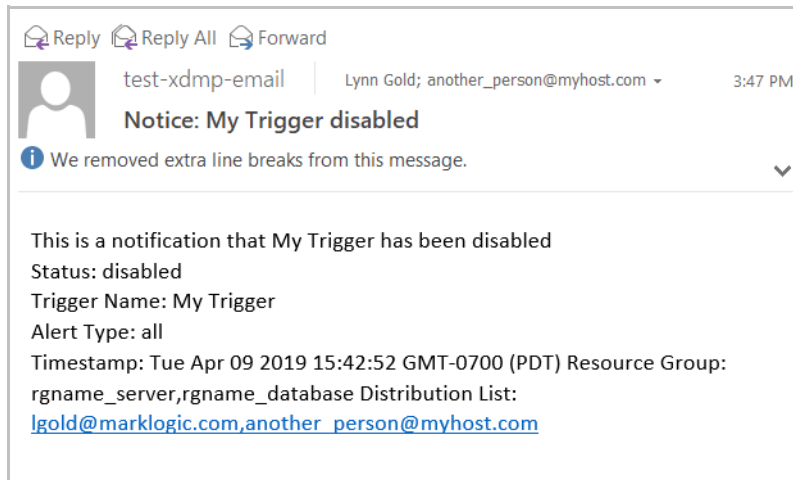 Reply Reply All Forward
test-xdmp-email Lynn Gold; another_person@myhost.com 3:47 PM
Notice: My Trigger disabled
We removed extra line breaks from this message.
This is a notification that My Trigger has been disabled
Status: disabled
Trigger Name: My Trigger
Alert Type: all
Timestamp: Tue Apr 09 2019 15:42:52 GMT-0700 (PDT) Resource Group:
rgname_server,rgname_database Distribution List:
lgold@marklogic.com,another_person@myhost.com